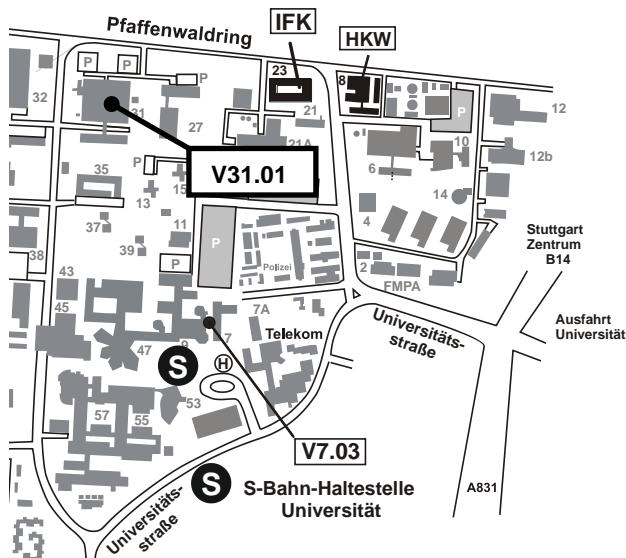 Pfaffenwaldring
IFK
HKW
23
8
P
P
P
32
31
27
21
21A
P
12
10
12b
6
35
P
15
13
V31.01
14
4
37
11
P
39
38
P
Polizei
2
FMPA
Stuttgart
Zentrum
B14
43
45
47
9
7
7A
Telekom
Universitäts-
straße
Ausfahrt
Universität
S
H
57
55
53
V7.03
S
S-Bahn-Haltestelle
Universität
A831
Universitäts-
straße